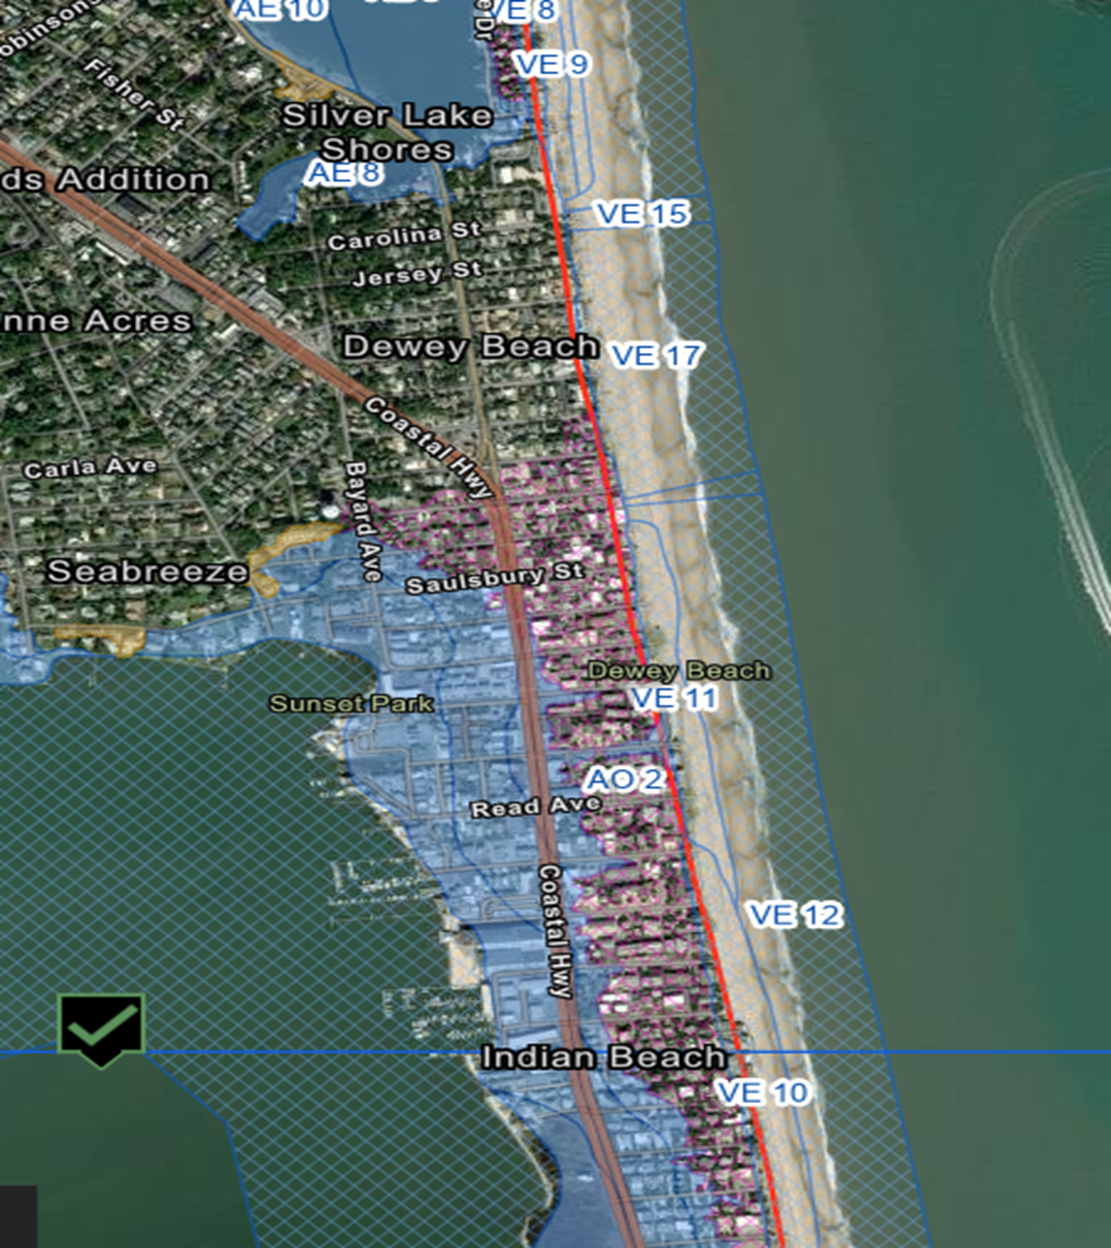 AE 10
VE 8
e Dr
obinsons
VE 9
Fisher St
Silver Lake
Shores
AE 8
ds Addition
VE 15
Carolina St
Jersey St
nne Acres
Dewey Beach
VE 17
Coastal Hwy
Carla Ave
Bayard Ave
Seabreeze
Saulsbury St
Dewey Beach
VE 11
Sunset Park
AO 2
Read Ave
Coastal Hwy
VE 12
Indian Beach
VE 10